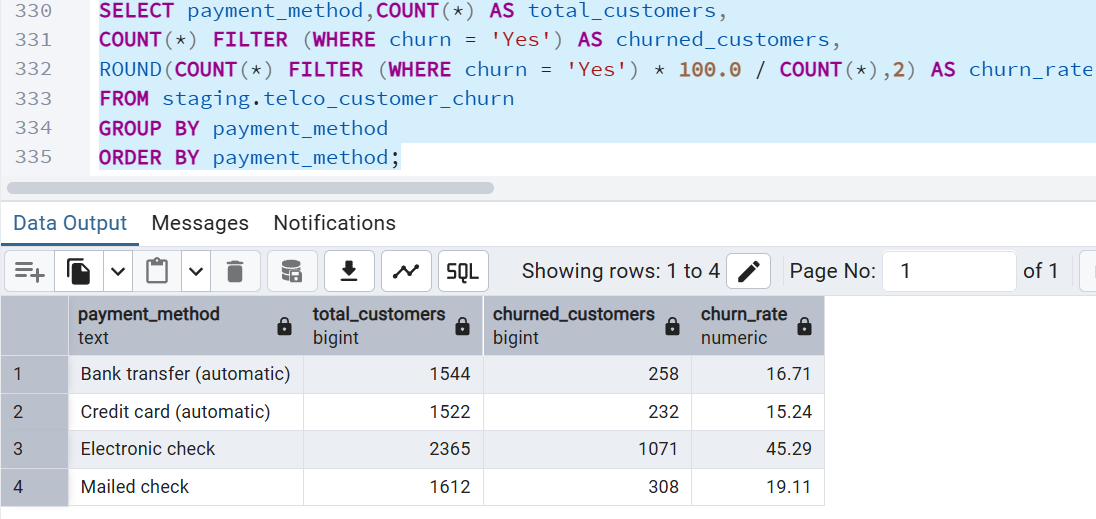 330 SELECT payment_method,COUNT(*) AS total_customers,
331 COUNT(*) FILTER (WHERE churn = 'Yes') AS churned_customers,
332 ROUND(COUNT(*) FILTER (WHERE churn = 'Yes') * 100.0 / COUNT(*),2) AS churn_rate
333 FROM staging.telco_customer_churn
334 GROUP BY payment_method
335 ORDER BY payment_method;
Data Output Messages Notifications
SQL Showing rows: 1 to 4 Page No: 1 of 1
payment_method total_customers churned_customers churn_rate
text bigint bigint numeric
1 Bank transfer (automatic) 1544 258 16.71
2 Credit card (automatic) 1522 232 15.24
3 Electronic check 2365 1071 45.29
4 Mailed check 1612 308 19.11